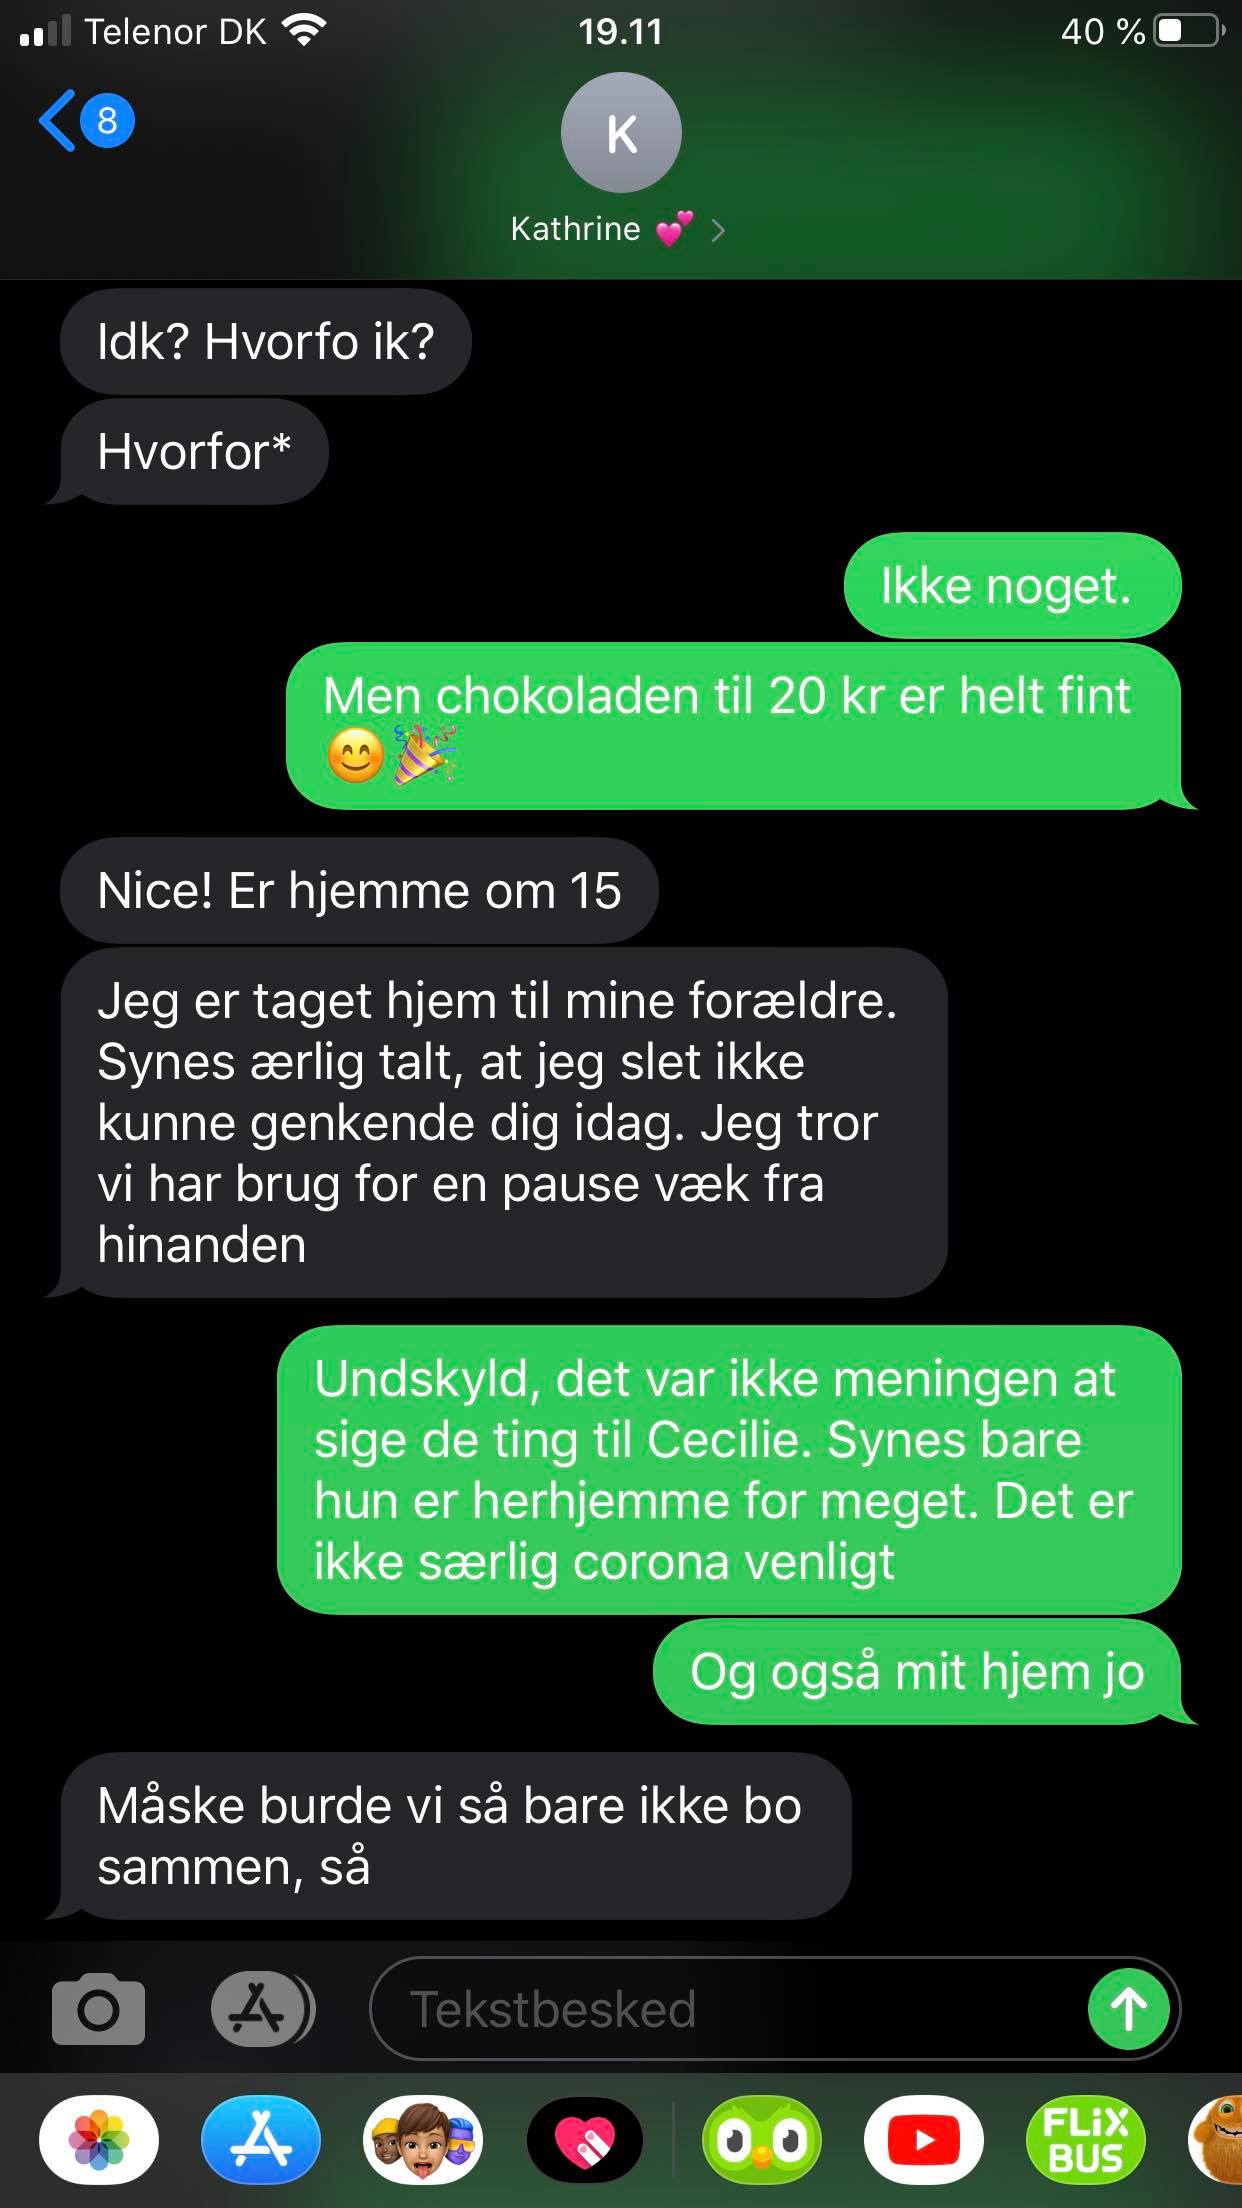 Telenor DK 19.11 40 %
8
K
Kathrine 💕
Idk? Hvorfo ik?
Hvorfor*
Ikke noget.
Men chokoladen til 20 kr er helt fint
😊🎉
Nice! Er hjemme om 15
Jeg er taget hjem til mine forældre.
Synes ærlig talt, at jeg slet ikke
kunne genkende dig idag. Jeg tror
vi har brug for en pause væk fra
hinanden
Undskyld, det var ikke meningen at
sige de ting til Cecilie. Synes bare
hun er herhjemme for meget. Det er
ikke særlig corona venligt
Og også mit hjem jo
Måske burde vi så bare ikke bo
sammen, så
Tekstbesked
FLiX
BUS